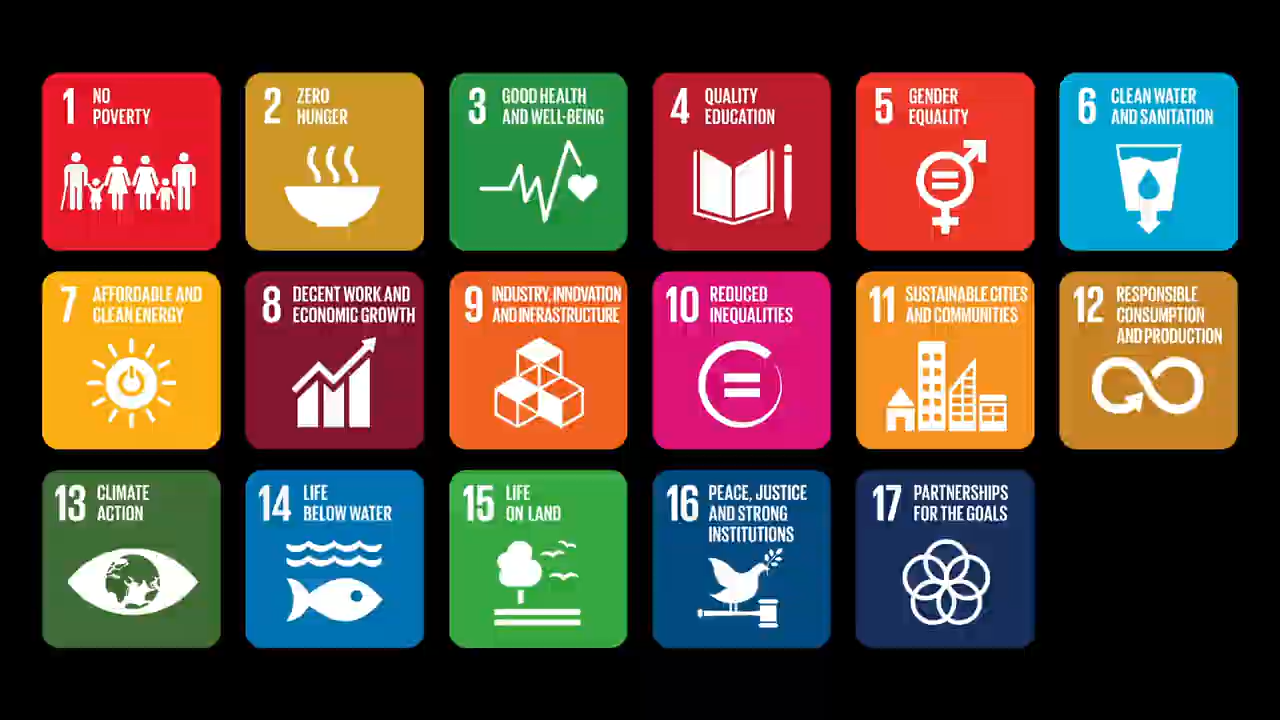 1 NO
POVERTY
2 ZERO
HUNGER
3 GOOD HEALTH
AND WELL-BEING
4 QUALITY
EDUCATION
5 GENDER
EQUALITY
6 CLEAN WATER
AND SANITATION
7 AFFORDABLE AND
CLEAN ENERGY
8 DECENT WORK AND
ECONOMIC GROWTH
9 INDUSTRY, INNOVATION
AND INFRASTRUCTURE
10 REDUCED
INEQUALITIES
11 SUSTAINABLE CITIES
AND COMMUNITIES
12 RESPONSIBLE
CONSUMPTION
AND PRODUCTION
13 CLIMATE
ACTION
14 LIFE
BELOW WATER
15 LIFE
ON LAND
16 PEACE, JUSTICE
AND STRONG
INSTITUTIONS
17 PARTNERSHIPS
FOR THE GOALS